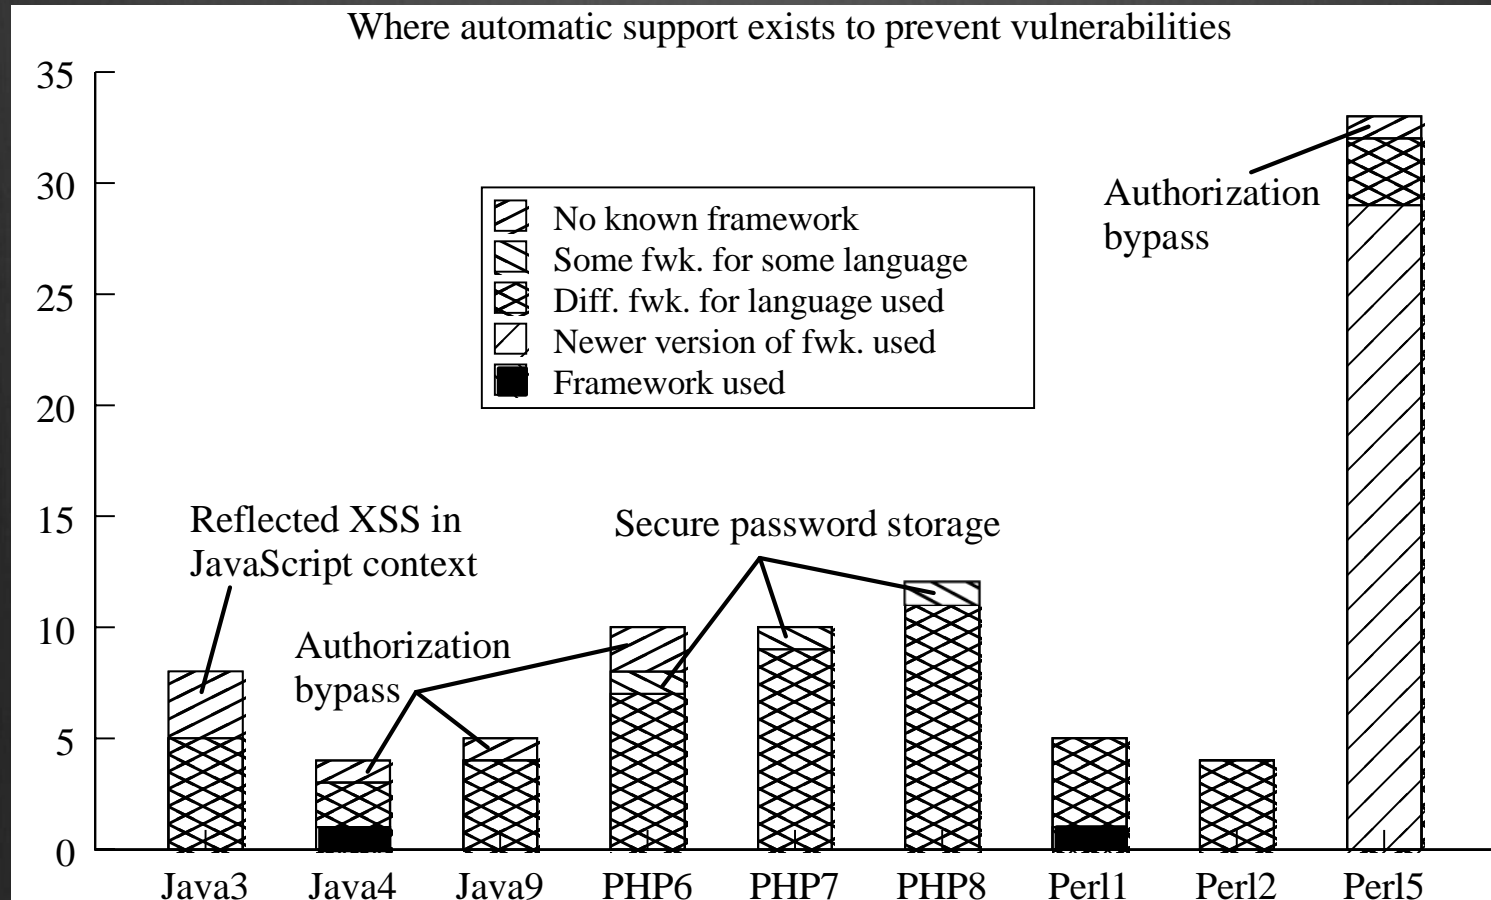 Where automatic support exists to prevent vulnerabilities
35
30
25
20
15
10
5
0
No known framework
Some fwk. for some language
Diff. fwk. for language used
Newer version of fwk. used
Framework used
Authorization
bypass
Reflected XSS in
JavaScript context
Secure password storage
Authorization
bypass
Java3 Java4 Java9 PHP6 PHP7 PHP8 Perl1 Perl2 Perl5